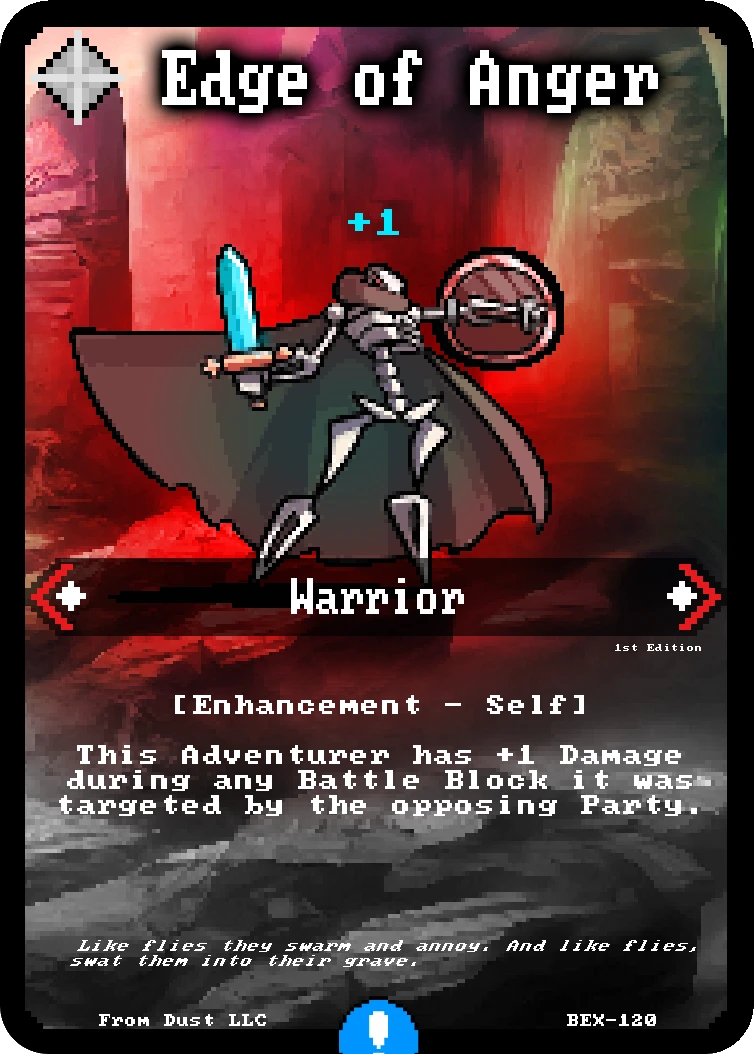 Edge of Anger
+1
Warrior
1st Edition
[Enhancement - Self]
This Adventurer has +1 Damage
during any Battle Block it was
targeted by the opposing Party.
Like flies they swarm and annoy. And like flies,
swat them into their grave.
From Dust LLC
BEX-120